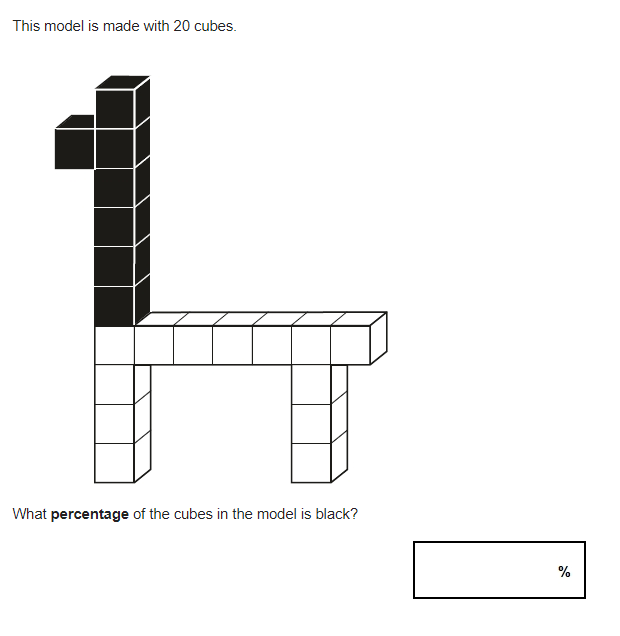 This model is made with 20 cubes.
What percentage of the cubes in the model is black?
%